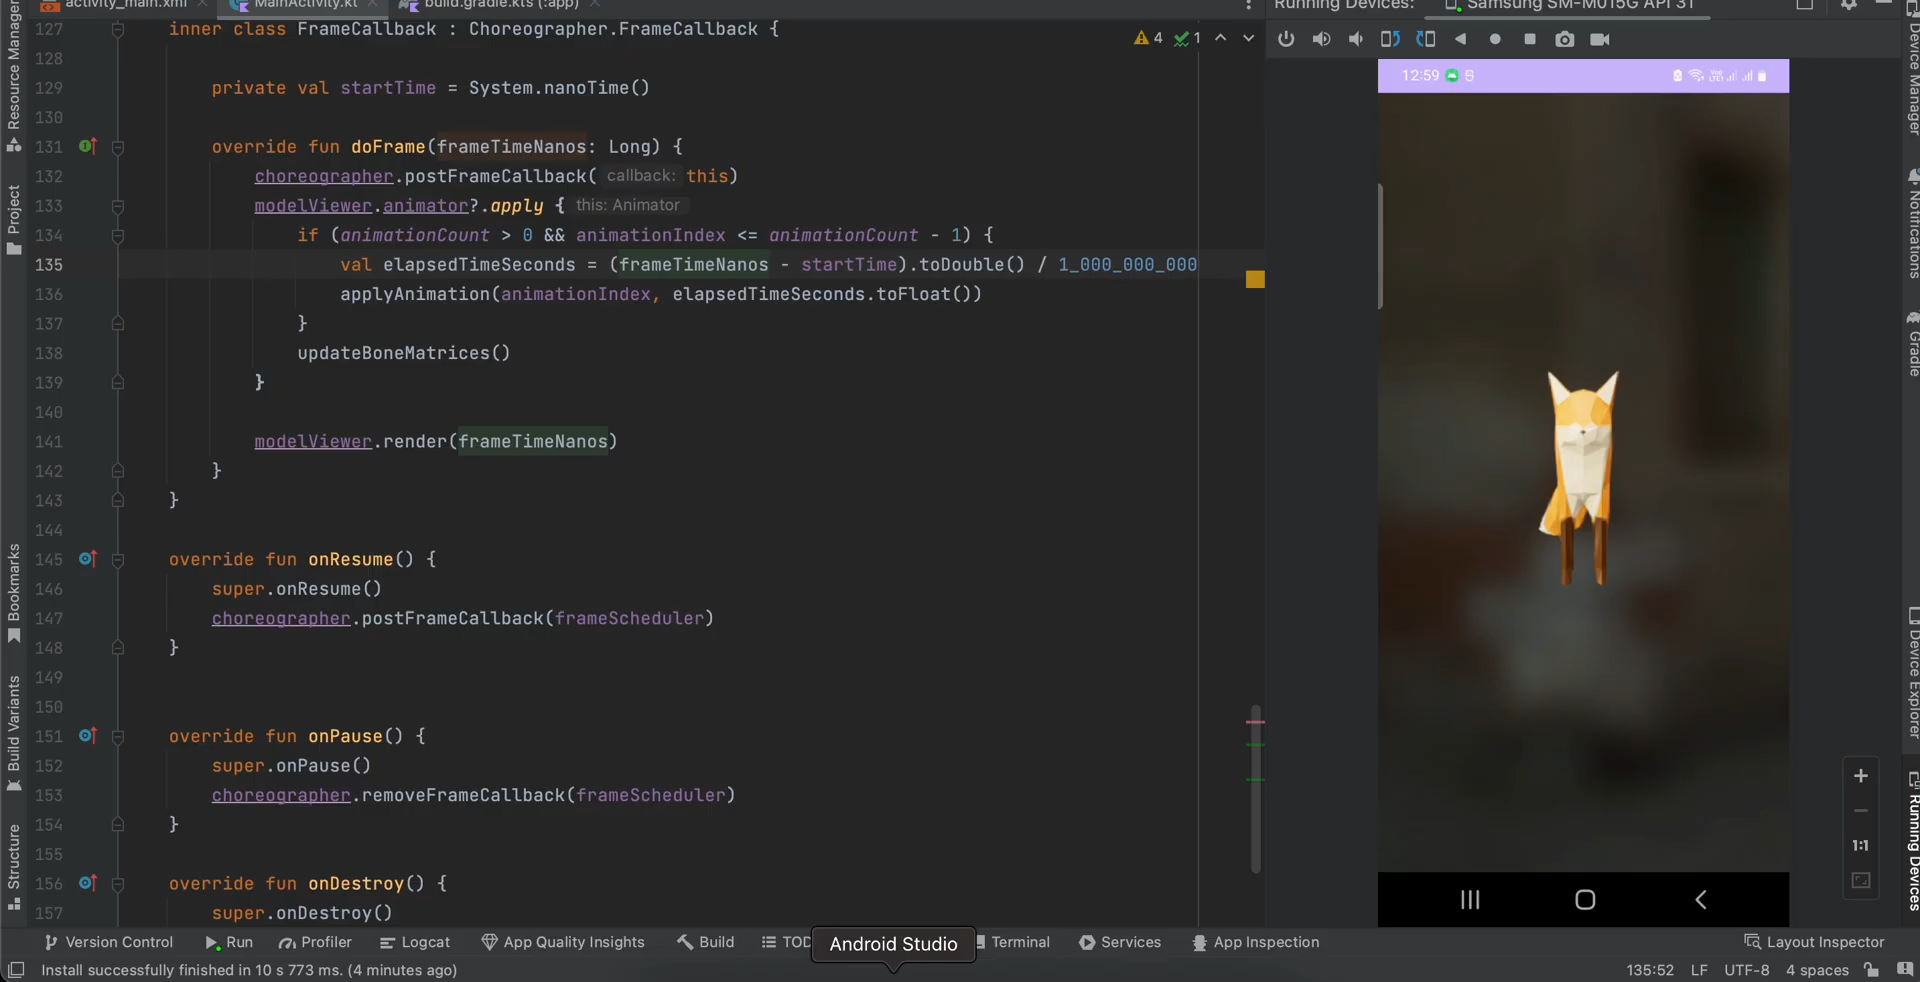 activity_main.xml
MainActivity.kt
build.gradle.kts (:app)
Running Devices:
Samsung SM-M015G API 31
Resource Manager
Project
Bookmarks
Build Variants
Structure
4
1
127 inner class FrameCallback : Choreographer.FrameCallback {
128
129 private val startTime = System.nanoTime()
130
131 override fun doFrame(frameTimeNanos: Long) {
132 choreographer.postFrameCallback( callback: this)
133 modelViewer.animator?.apply { this: Animator
134 if (animationCount > 0 && animationIndex <= animationCount - 1) {
135 val elapsedTimeSeconds = (frameTimeNanos - startTime).toDouble() / 1_000_000_000
136 applyAnimation(animationIndex, elapsedTimeSeconds.toFloat())
137 }
138 updateBoneMatrices()
139 }
140
141 modelViewer.render(frameTimeNanos)
142 }
143 }
144
145 override fun onResume() {
146 super.onResume()
147 choreographer.postFrameCallback(frameScheduler)
148 }
149
150
151 override fun onPause() {
152 super.onPause()
153 choreographer.removeFrameCallback(frameScheduler)
154 }
155
156 override fun onDestroy() {
157 super.onDestroy()
12:59
1:1
Device Manager
Notifications
Gradle
Device Explorer
Running Devices
Version Control
Run
Profiler
Logcat
App Quality Insights
Build
TOD
Android Studio
Terminal
Services
App Inspection
Layout Inspector
Install successfully finished in 10 s 773 ms. (4 minutes ago)
135:52
LF
UTF-8
4 spaces